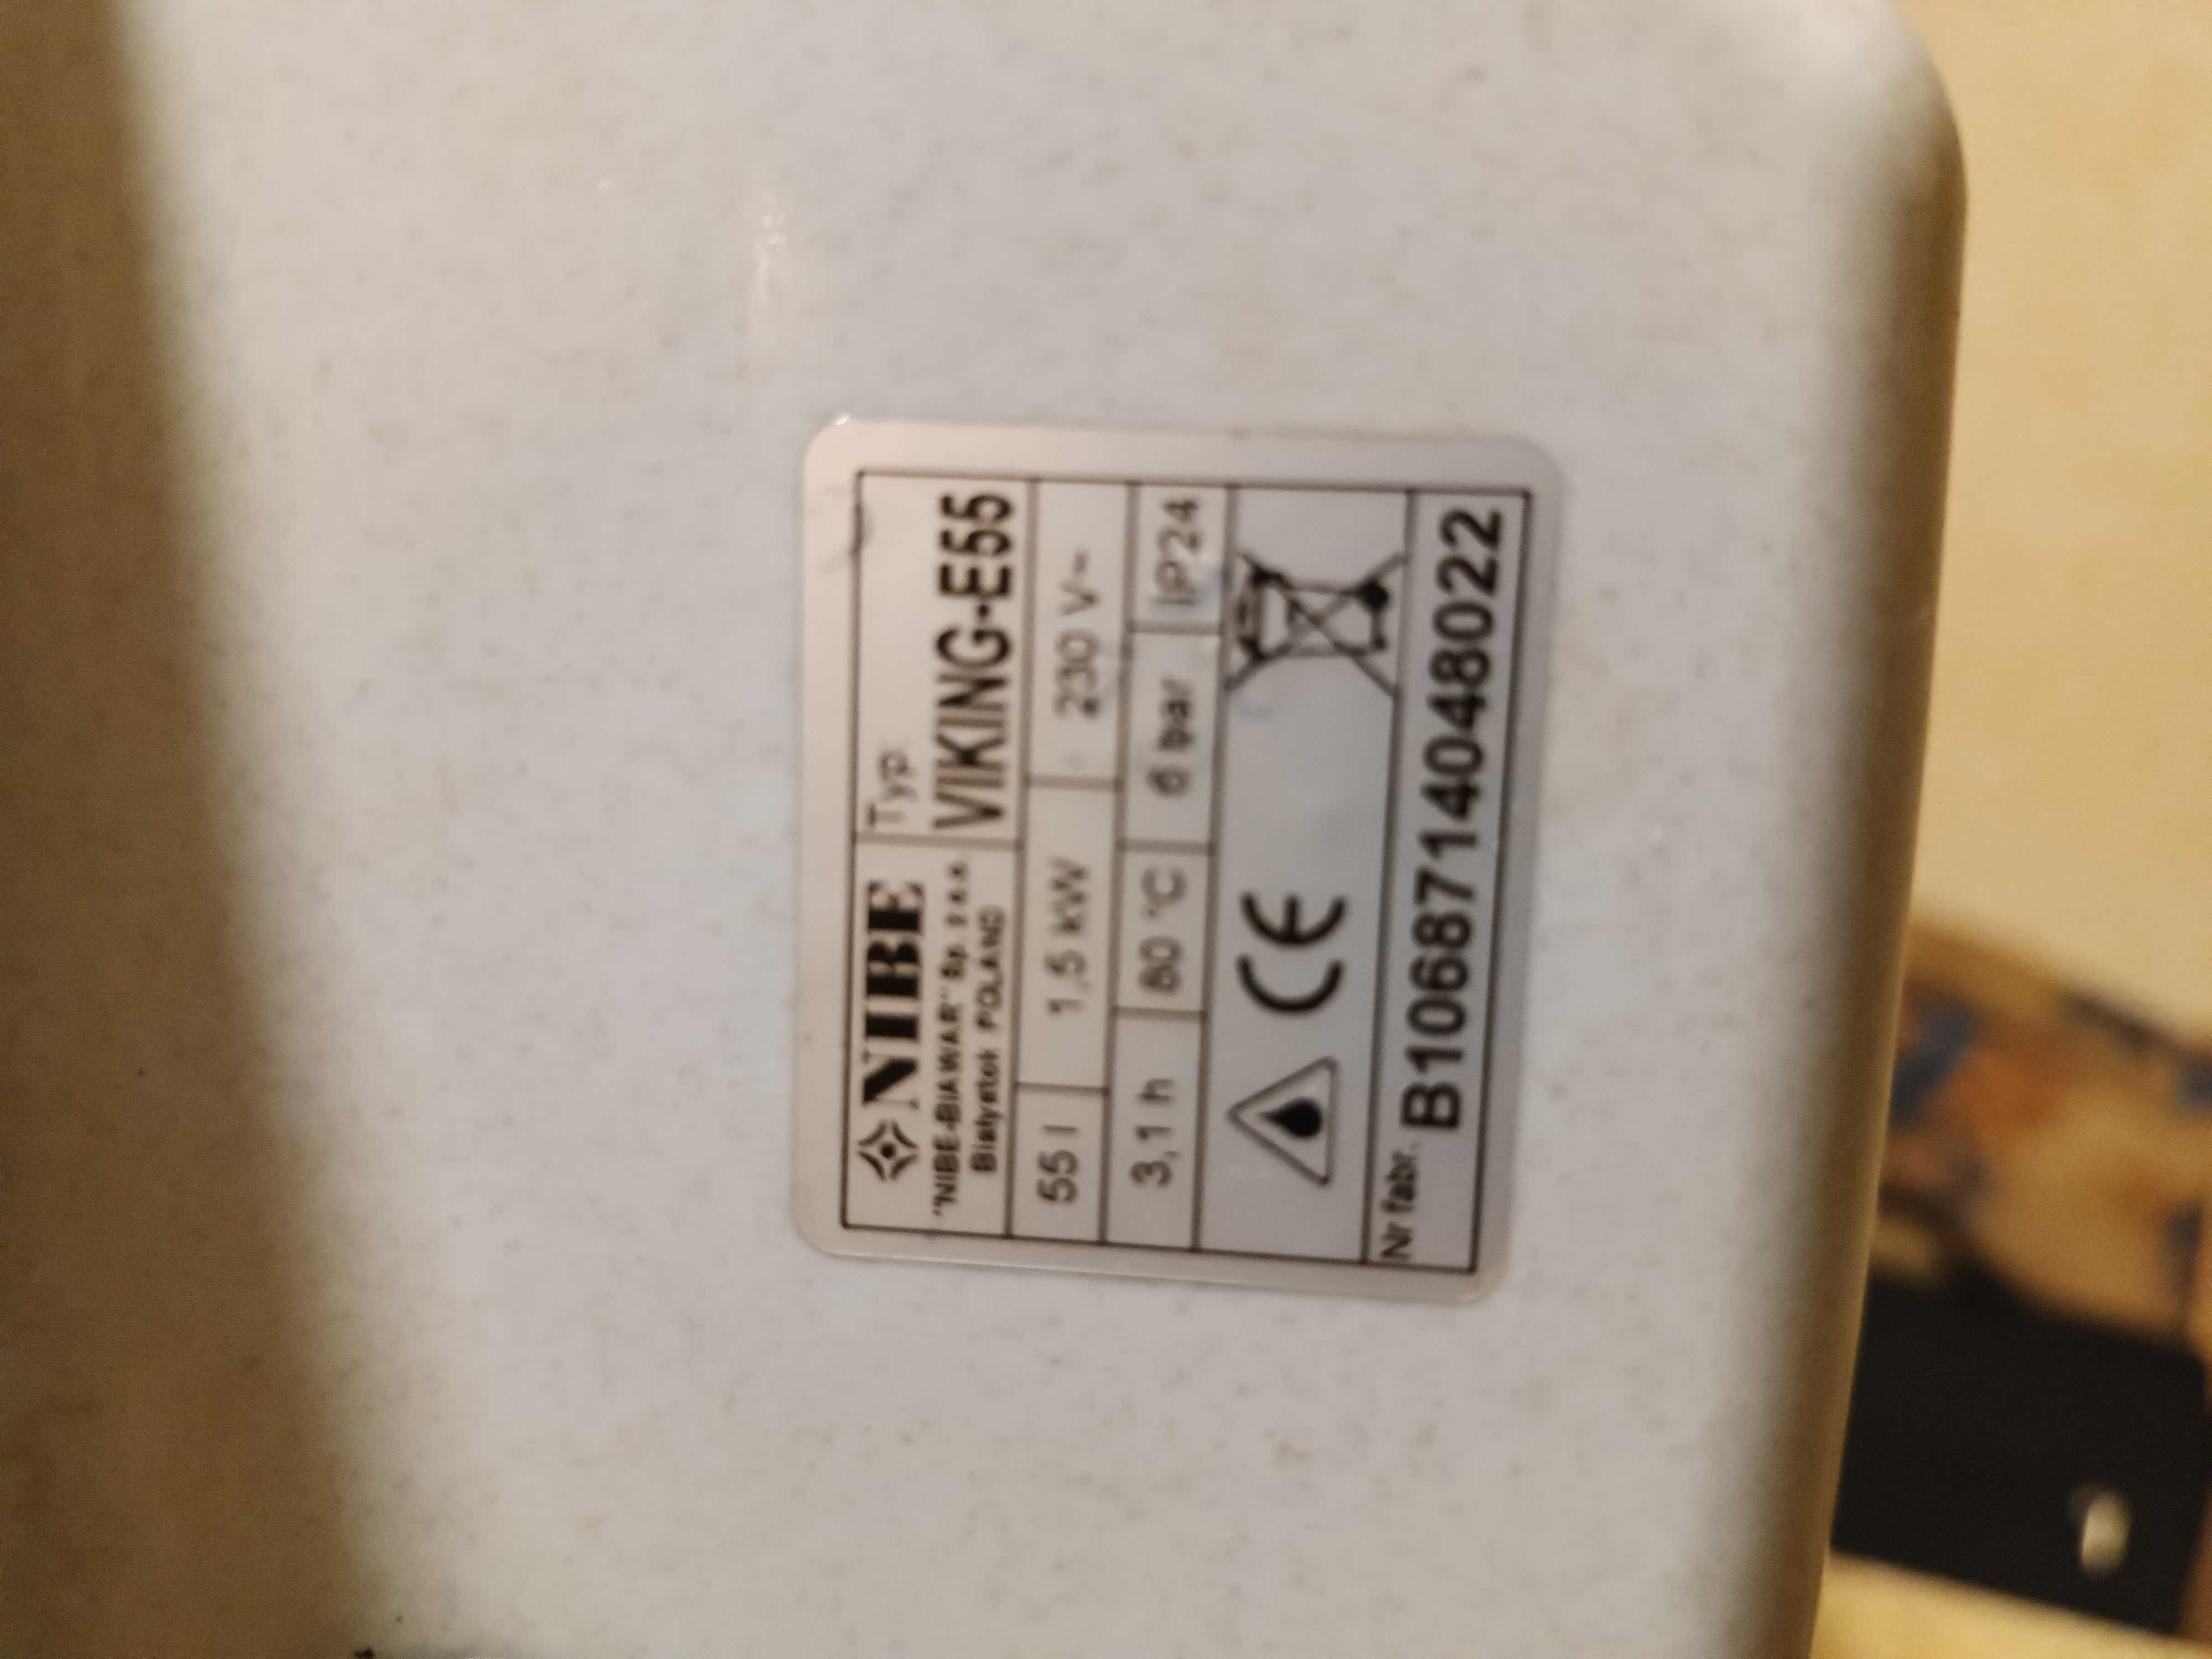 NIBE
"NIBE-BIAWAR" Sp. z o.o.
Białystok POLAND
Typ:
VIKING-E55
55 l
1,5 kW
230 V~
3,1 h
80 °C
6 bar
IP24
CE
Nr fabr.
B1068714048022